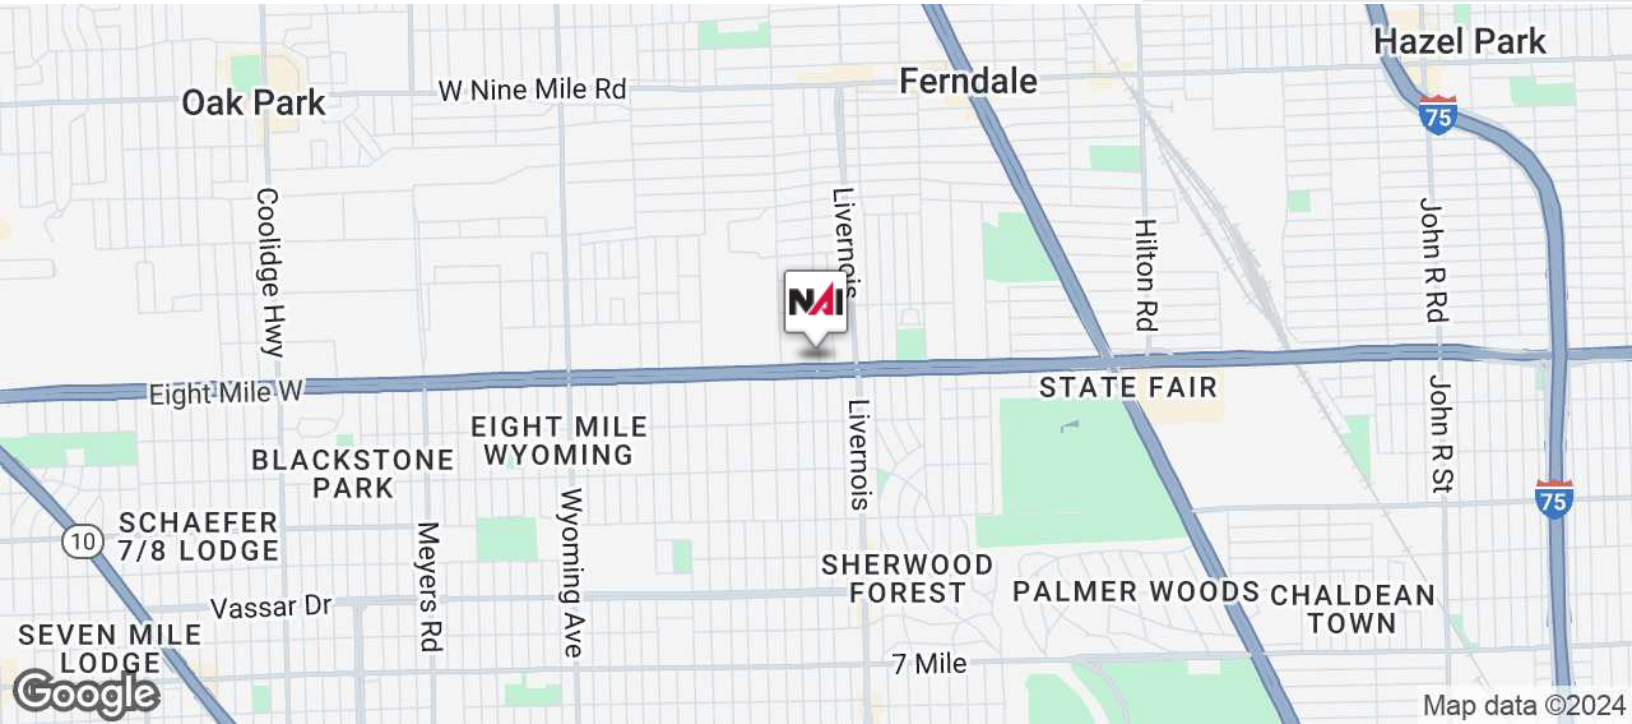 Hazel Park
Ferndale
W Nine Mile Rd
Oak Park
75
Coolidge Hwy
Livernois
Hilton Rd
John R Rd
NAI
Eight Mile W
STATE FAIR
John R St
EIGHT MILE
WYOMING
Livernois
BLACKSTONE
PARK
75
SCHAEFER
7/8 LODGE
10
Meyers Rd
Wyoming Ave
SHERWOOD
FOREST
PALMER WOODS
CHALDEAN
TOWN
Vassar Dr
SEVEN MILE
LODGE
7 Mile
Google
Map data ©2024